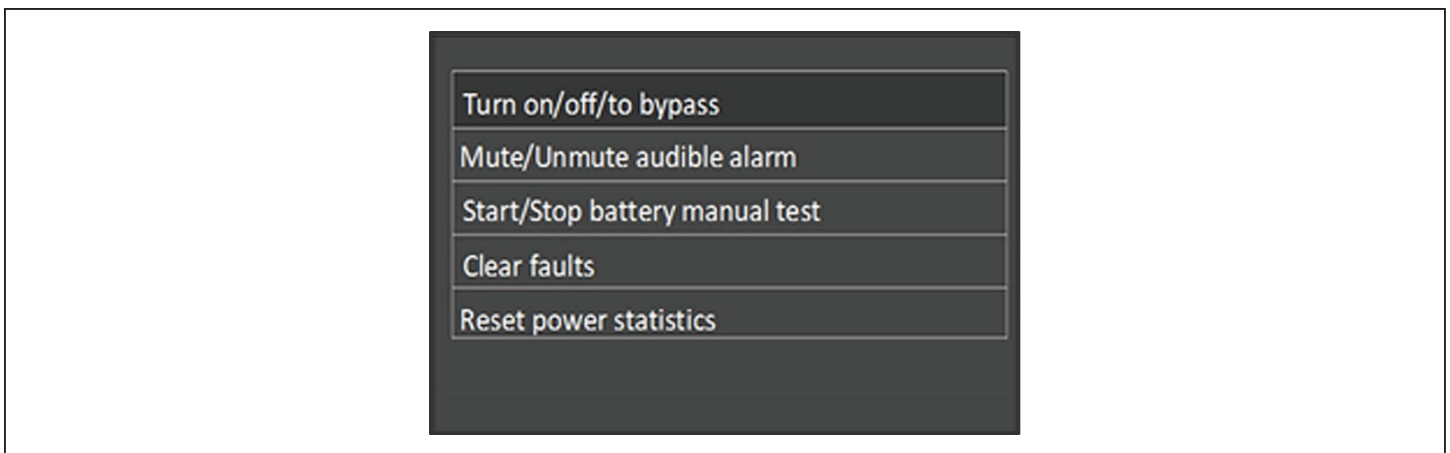 Turn on/off/to bypass
Mute/Unmute audible alarm
Start/Stop battery manual test
Clear faults
Reset power statistics